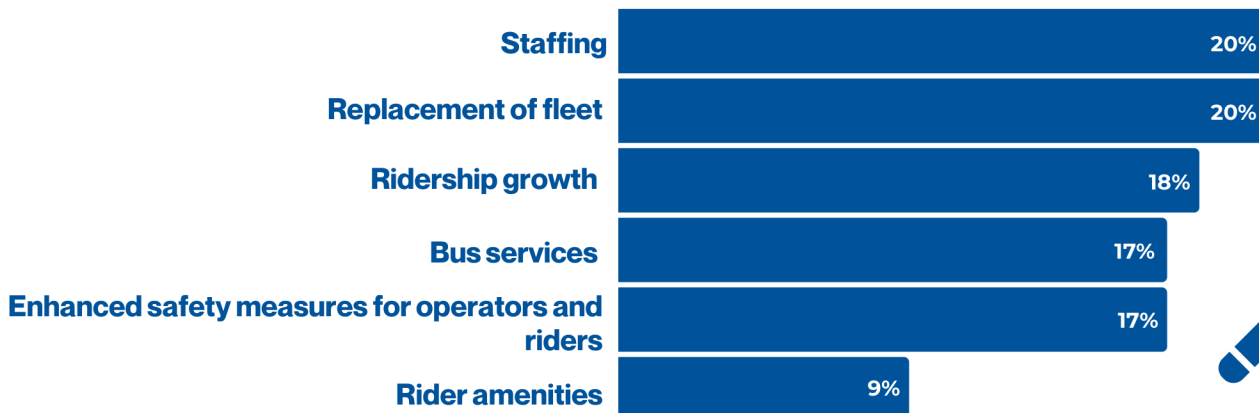 Staffing 20%
Replacement of fleet 20%
Ridership growth 18%
Bus services 17%
Enhanced safety measures for operators and
riders 17%
Rider amenities 9%